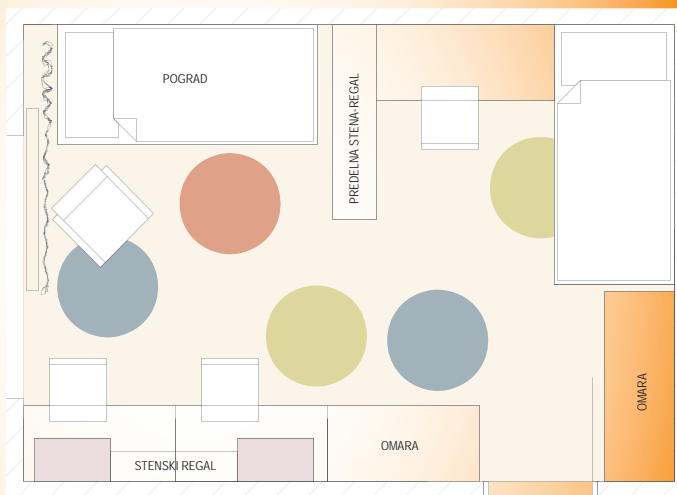 POGRAD
PREDELNA STENA-REGAL
OMARA
OMARA
STENSKI REGAL